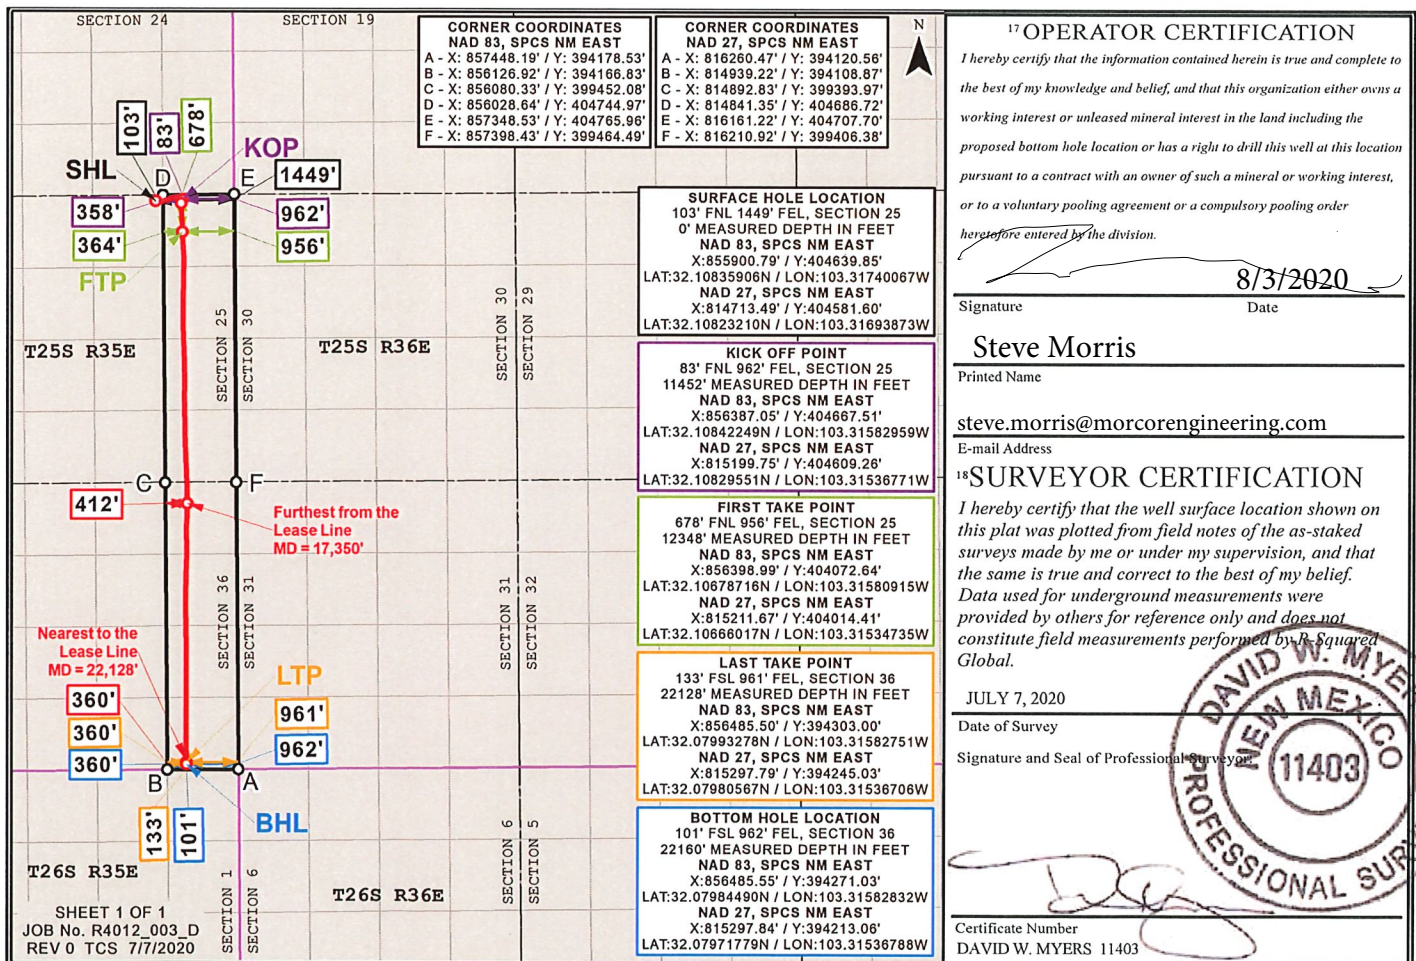 SECTION 24
SECTION 19
CORNER COORDINATES
NAD 83, SPCS NM EAST
A - X: 857448.19' / Y: 394178.53'
B - X: 856126.92' / Y: 394166.83'
C - X: 856080.33' / Y: 399452.08'
D - X: 856028.64' / Y: 404744.97'
E - X: 857348.53' / Y: 404765.96'
F - X: 857398.43' / Y: 399464.49'
CORNER COORDINATES
NAD 27, SPCS NM EAST
A - X: 816260.47' / Y: 394120.56'
B - X: 814939.22' / Y: 394108.87'
C - X: 814892.83' / Y: 399393.97'
D - X: 814841.35' / Y: 404686.72'
E - X: 816161.22' / Y: 404707.70'
F - X: 816210.92' / Y: 399406.38'
N
103'
83'
678'
KOP
SHL
D
E
1449'
358'
962'
364'
956'
FTP
SECTION 25
SECTION 30
SECTION 30
SECTION 29
T25S R35E
T25S R36E
C
F
412'
Furthest from the
Lease Line
MD = 17,350'
SECTION 36
SECTION 31
SECTION 31
SECTION 32
Nearest to the
Lease Line
MD = 22,128'
LTP
360'
961'
360'
962'
360'
B
A
133'
101'
BHL
T26S R35E
T26S R36E
SECTION 1
SECTION 6
SECTION 6
SECTION 5
SHEET 1 OF 1
JOB No. R4012_003_D
REV 0 TCS 7/7/2020
SURFACE HOLE LOCATION
103' FNL 1449' FEL, SECTION 25
0' MEASURED DEPTH IN FEET
NAD 83, SPCS NM EAST
X:855900.79' / Y:404639.85'
LAT:32.10835906N / LON:103.31740067W
NAD 27, SPCS NM EAST
X:814713.49' / Y:404581.60'
LAT:32.10823210N / LON:103.31693873W
KICK OFF POINT
83' FNL 962' FEL, SECTION 25
11452' MEASURED DEPTH IN FEET
NAD 83, SPCS NM EAST
X:856387.05' / Y:404667.51'
LAT:32.10842249N / LON:103.31582959W
NAD 27, SPCS NM EAST
X:815199.75' / Y:404609.26'
LAT:32.10829551N / LON:103.31536771W
FIRST TAKE POINT
678' FNL 956' FEL, SECTION 25
12348' MEASURED DEPTH IN FEET
NAD 83, SPCS NM EAST
X:856398.99' / Y:404072.64'
LAT:32.10678716N / LON:103.31580915W
NAD 27, SPCS NM EAST
X:815211.67' / Y:404014.41'
LAT:32.10666017N / LON:103.31534735W
LAST TAKE POINT
133' FSL 961' FEL, SECTION 36
22128' MEASURED DEPTH IN FEET
NAD 83, SPCS NM EAST
X:856485.50' / Y:394303.00'
LAT:32.07993278N / LON:103.31582751W
NAD 27, SPCS NM EAST
X:815297.79' / Y:394245.03'
LAT:32.07980567N / LON:103.31536706W
BOTTOM HOLE LOCATION
101' FSL 962' FEL, SECTION 36
22160' MEASURED DEPTH IN FEET
NAD 83, SPCS NM EAST
X:856485.55' / Y:394271.03'
LAT:32.07984490N / LON:103.31582832W
NAD 27, SPCS NM EAST
X:815297.84' / Y:394213.06'
LAT:32.07971779N / LON:103.31536788W
17 OPERATOR CERTIFICATION
I hereby certify that the information contained herein is true and complete to
the best of my knowledge and belief, and that this organization either owns a
working interest or unleased mineral interest in the land including the
proposed bottom hole location or has a right to drill this well at this location
pursuant to a contract with an owner of such a mineral or working interest,
or to a voluntary pooling agreement or a compulsory pooling order
heretofore entered by the division.
8/3/2020
Signature Date
Steve Morris
Printed Name
steve.morris@morcorengineering.com
E-mail Address
18 SURVEYOR CERTIFICATION
I hereby certify that the well surface location shown on
this plat was plotted from field notes of the as-staked
surveys made by me or under my supervision, and that
the same is true and correct to the best of my belief.
Data used for underground measurements were
provided by others for reference only and does not
constitute field measurements performed by R-Squared
Global.
JULY 7, 2020
Date of Survey
Signature and Seal of Professional Surveyor:
DAVID W. MYE
NEW MEXICO
11403
PROFESSIONAL SUR
Certificate Number
DAVID W. MYERS 11403